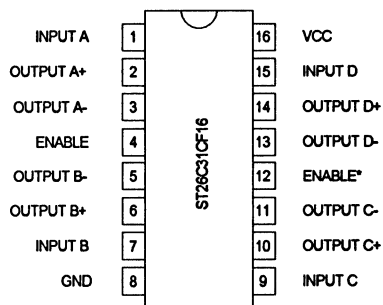 INPUT A 1 16 VCC
OUTPUT A+ 2 15 INPUT D
OUTPUT A- 3 14 OUTPUT D+
ENABLE 4 13 OUTPUT D-
OUTPUT B- 5 12 ENABLE*
OUTPUT B+ 6 11 OUTPUT C-
INPUT B 7 10 OUTPUT C+
GND 8 9 INPUT C
ST26C31CF16